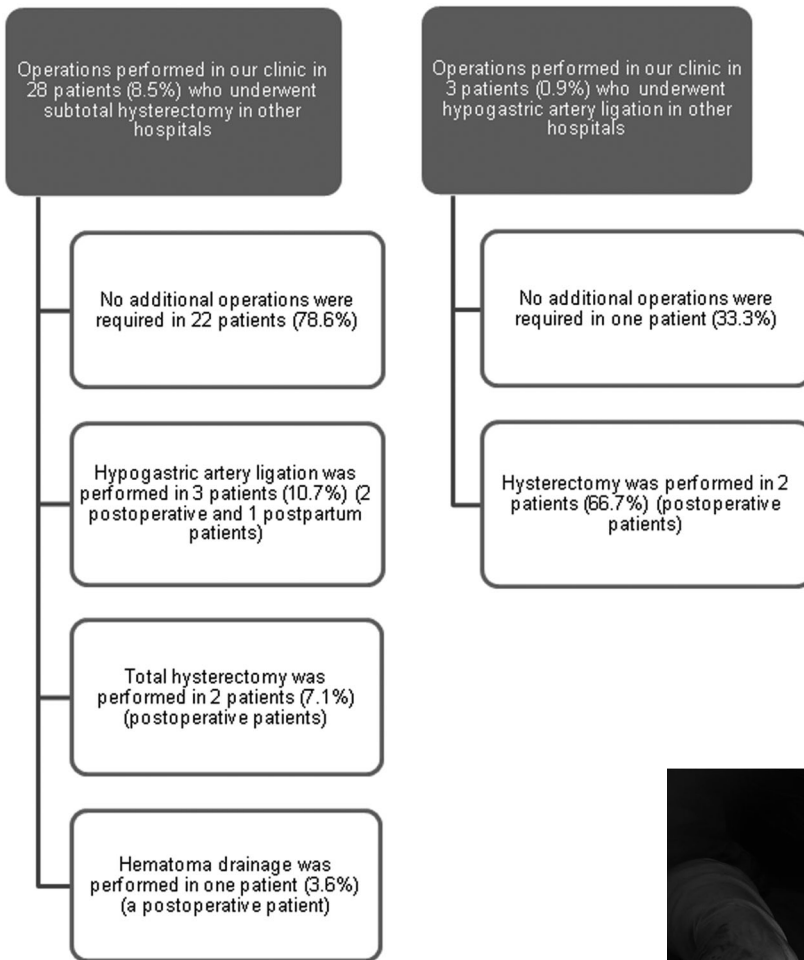 Operations performed in our clinic in
28 patients (8.5%) who underwent
subtotal hysterectomy in other
hospitals
No additional operations were
required in 22 patients (78.6%)
Hypogastric artery ligation was
performed in 3 patients (10.7%) (2
postoperative and 1 postpartum
patients)
Total hysterectomy was
performed in 2 patients (7.1%)
(postoperative patients)
Hematoma drainage was
performed in one patient (3.6%)
(a postoperative patient)
Operations performed in our clinic in
3 patients (0.9%) who underwent
hypogastric artery ligation in other
hospitals
No additional operations were
required in one patient (33.3%)
Hysterectomy was performed in 2
patients (66.7%) (postoperative
patients)